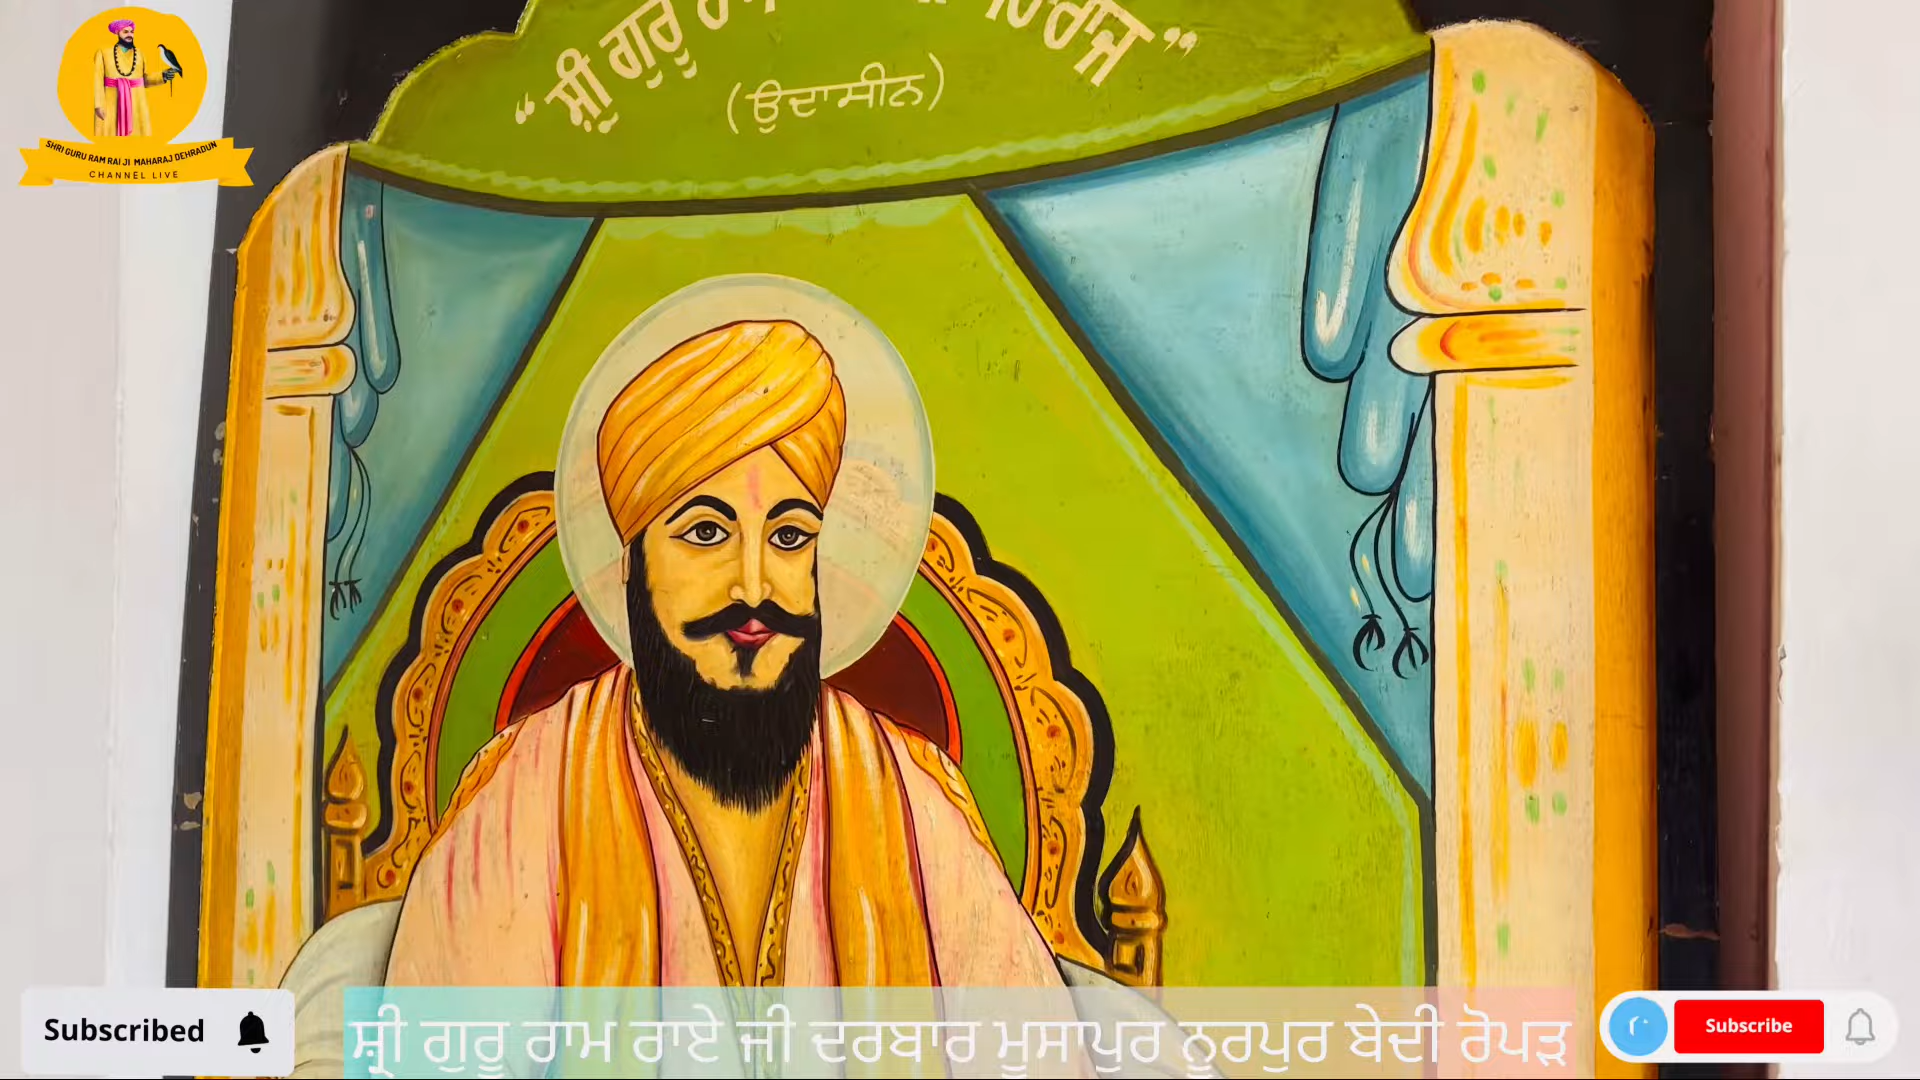 “ਸ਼੍ਰੀ ਗੁਰੂ
(ਉਦਾਸੀਨ)
SHRI GURU RAM RAI JI MAHARAJ DEHRADUN
CHANNEL LIVE
Subscribed
ਸ਼੍ਰੀ ਗੁਰੂ ਰਾਮ ਰਾਏ ਜੀ ਦਰਬਾਰ ਮੂਸਾਪੁਰ ਨੂਰਪੁਰ ਬੇਦੀ ਰੋਪੜ
Subscribe